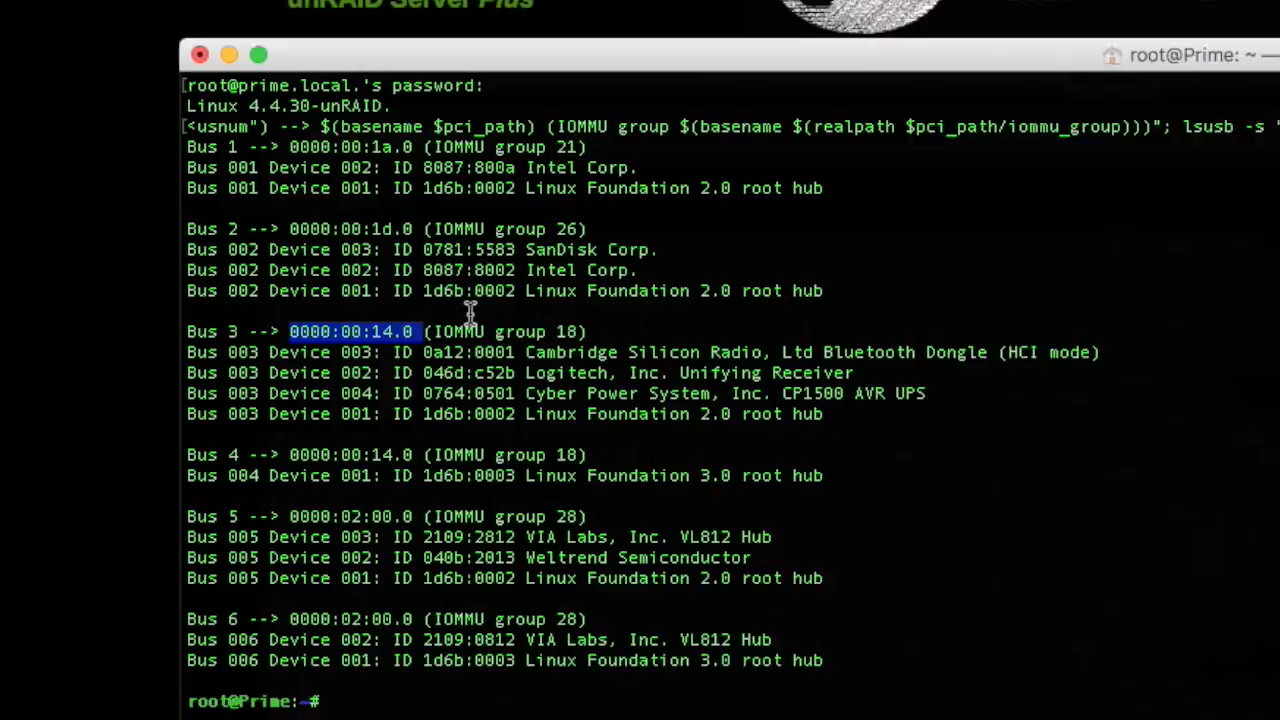 unRAID Server Plus
root@Prime: ~ —
[root@prime.local.'s password:
Linux 4.4.30-unRAID.
[<usnum") --> $(basename $pci_path) (IOMMU group $(basename $(realpath $pci_path/iommu_group)))"; lsusb -s "
Bus 1 --> 0000:00:1a.0 (IOMMU group 21)
Bus 001 Device 002: ID 8087:800a Intel Corp.
Bus 001 Device 001: ID 1d6b:0002 Linux Foundation 2.0 root hub
Bus 2 --> 0000:00:1d.0 (IOMMU group 26)
Bus 002 Device 003: ID 0781:5583 SanDisk Corp.
Bus 002 Device 002: ID 8087:8002 Intel Corp.
Bus 002 Device 001: ID 1d6b:0002 Linux Foundation 2.0 root hub
Bus 3 --> 0000:00:14.0 (IOMMU group 18)
Bus 003 Device 003: ID 0a12:0001 Cambridge Silicon Radio, Ltd Bluetooth Dongle (HCI mode)
Bus 003 Device 002: ID 046d:c52b Logitech, Inc. Unifying Receiver
Bus 003 Device 004: ID 0764:0501 Cyber Power System, Inc. CP1500 AVR UPS
Bus 003 Device 001: ID 1d6b:0002 Linux Foundation 2.0 root hub
Bus 4 --> 0000:00:14.0 (IOMMU group 18)
Bus 004 Device 001: ID 1d6b:0003 Linux Foundation 3.0 root hub
Bus 5 --> 0000:02:00.0 (IOMMU group 28)
Bus 005 Device 003: ID 2109:2812 VIA Labs, Inc. VL812 Hub
Bus 005 Device 002: ID 040b:2013 Weltrend Semiconductor
Bus 005 Device 001: ID 1d6b:0002 Linux Foundation 2.0 root hub
Bus 6 --> 0000:02:00.0 (IOMMU group 28)
Bus 006 Device 002: ID 2109:0812 VIA Labs, Inc. VL812 Hub
Bus 006 Device 001: ID 1d6b:0003 Linux Foundation 3.0 root hub
root@Prime:~#